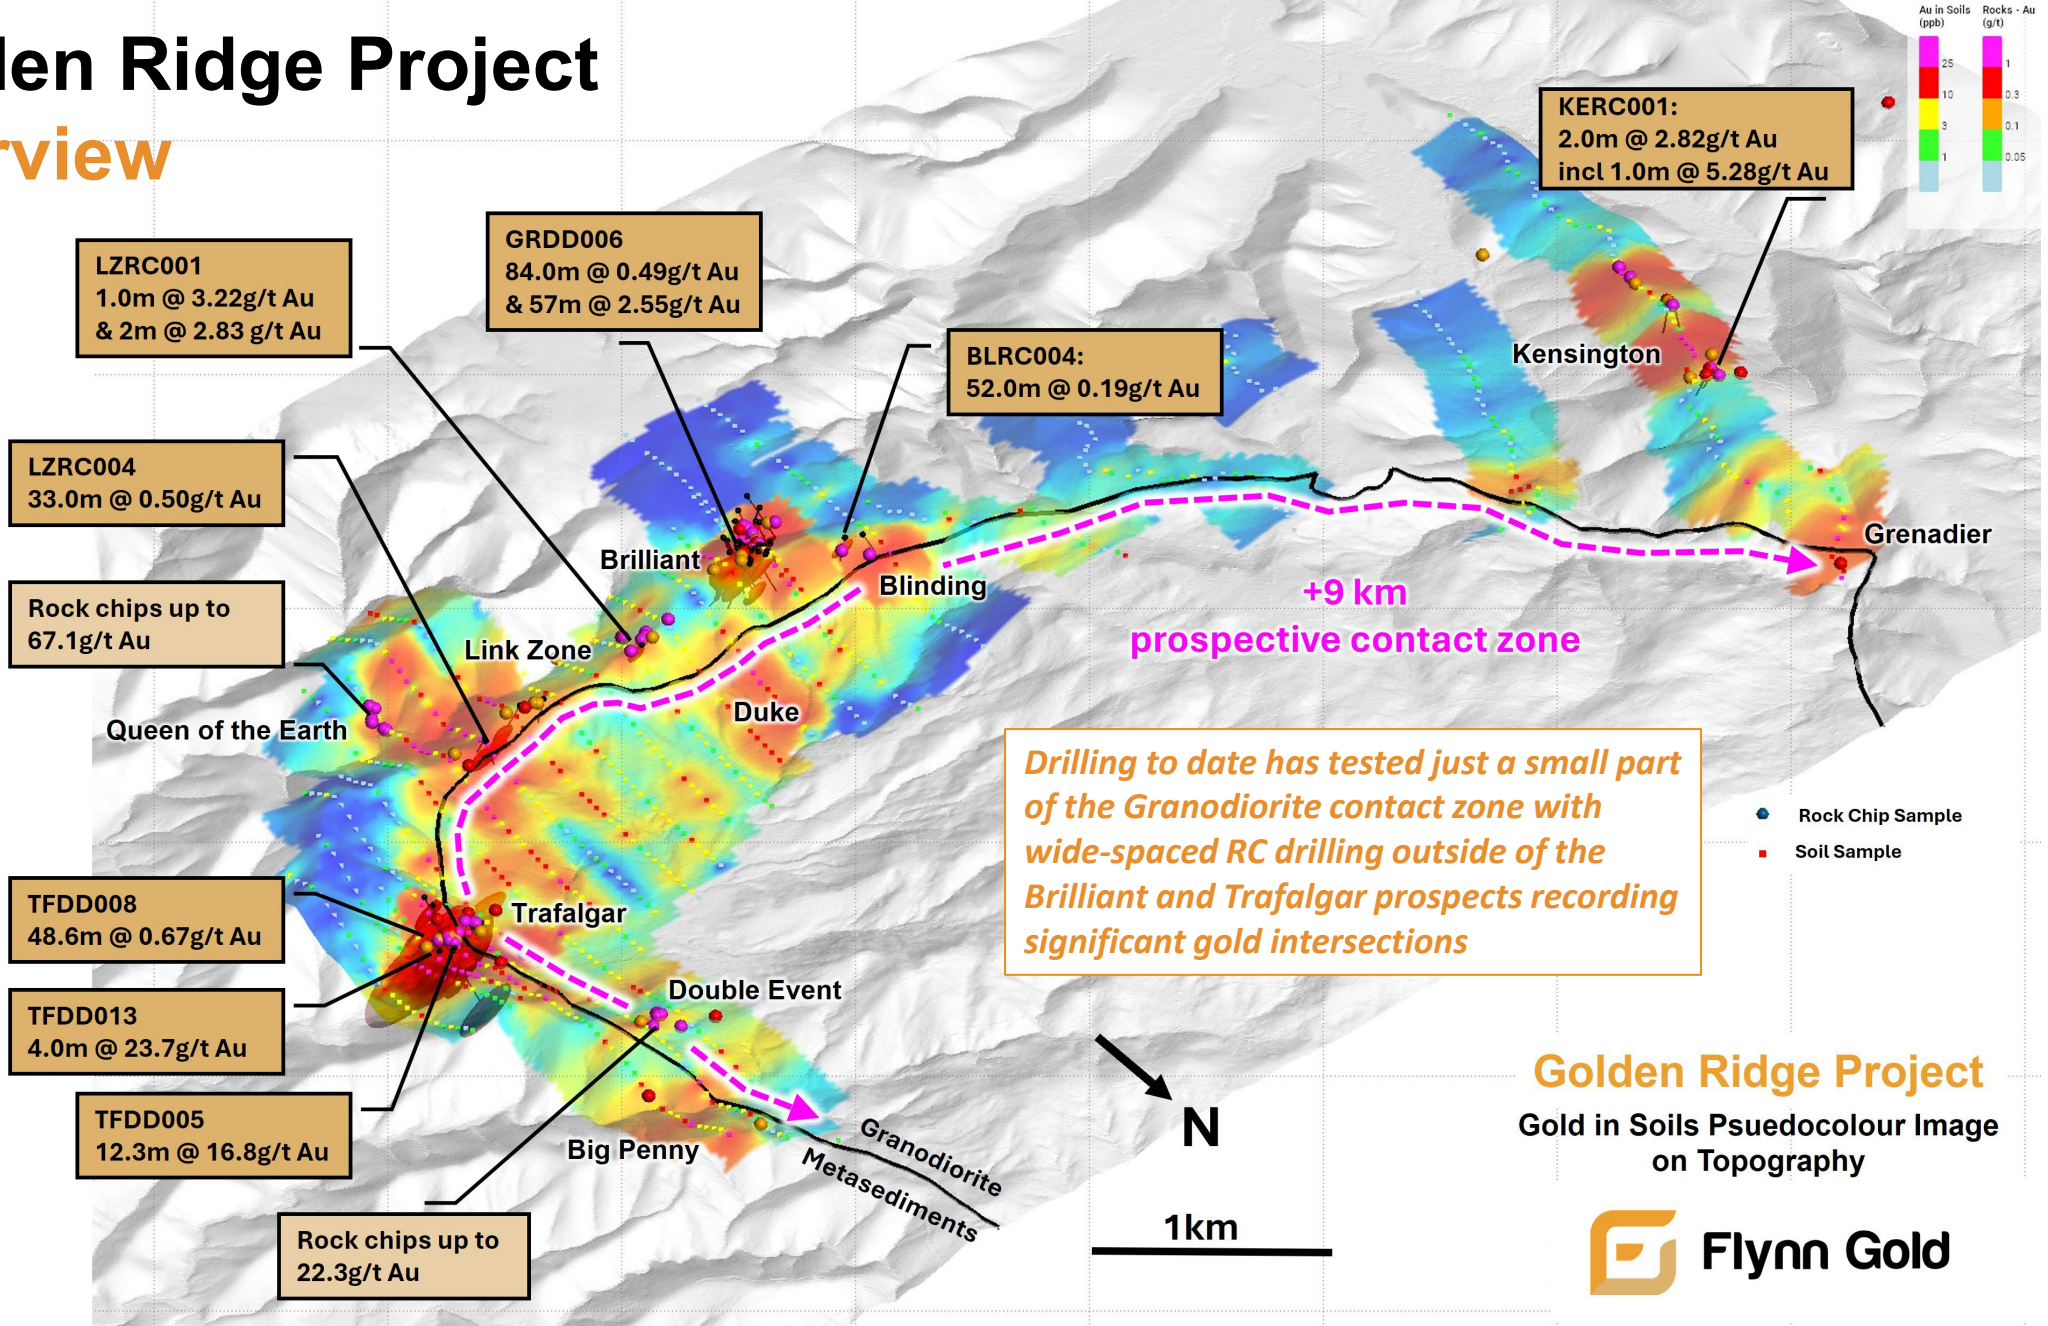 den Ridge Project
rview
Au in Soils
(ppb)
25
10
3
1
Rocks - Au
(g/t)
1
0.3
0.1
0.05
KERC001:
2.0m @ 2.82g/t Au
incl 1.0m @ 5.28g/t Au
GRDD006
84.0m @ 0.49g/t Au
& 57m @ 2.55g/t Au
LZRC001
1.0m @ 3.22g/t Au
& 2m @ 2.83 g/t Au
BLRC004:
52.0m @ 0.19g/t Au
Kensington
LZRC004
33.0m @ 0.50g/t Au
Grenadier
Brilliant
Blinding
Rock chips up to
67.1g/t Au
+9 km
prospective contact zone
Link Zone
Queen of the Earth
Duke
Drilling to date has tested just a small part
of the Granodiorite contact zone with
wide-spaced RC drilling outside of the
Brilliant and Trafalgar prospects recording
significant gold intersections
Rock Chip Sample
Soil Sample
TFDD008
48.6m @ 0.67g/t Au
Trafalgar
Double Event
TFDD013
4.0m @ 23.7g/t Au
TFDD005
12.3m @ 16.8g/t Au
Big Penny
Granodiorite
Metasediments
N
1km
Rock chips up to
22.3g/t Au
Golden Ridge Project
Gold in Soils Psuedocolour Image
on Topography
Flynn Gold